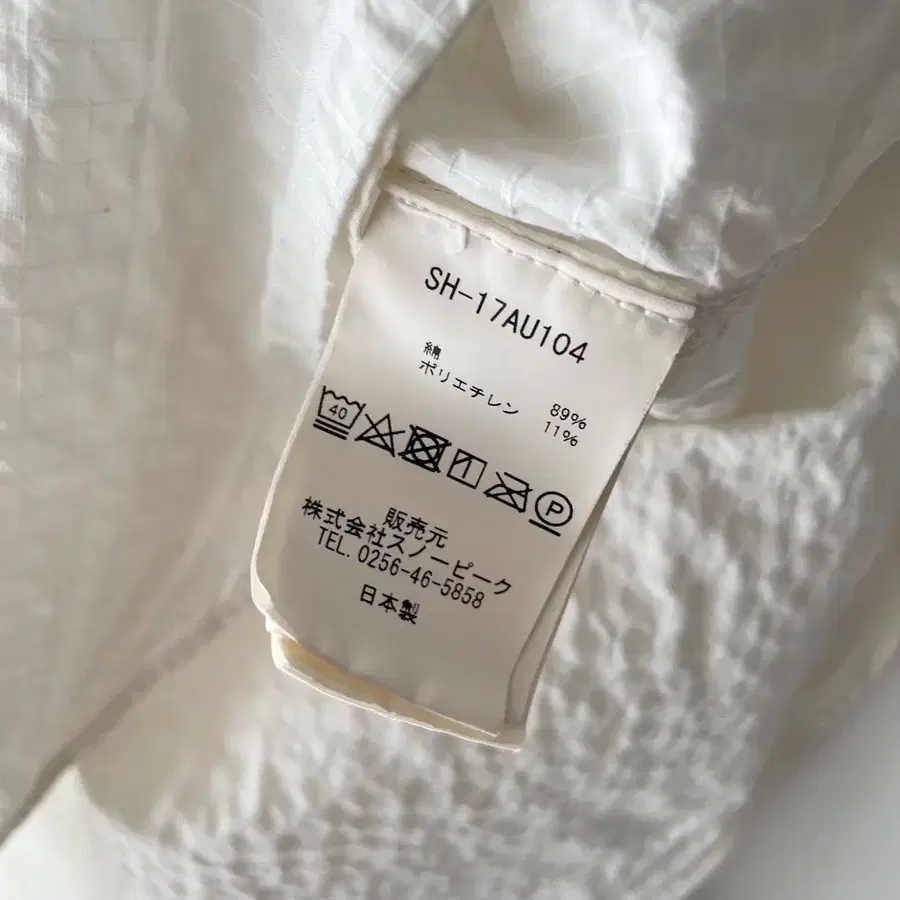 SH-17AU104
綿 89%
ポリエチレン 11%
40
P
販売元
株式会社スノーピーク
TEL. 0256-46-5858
日本製